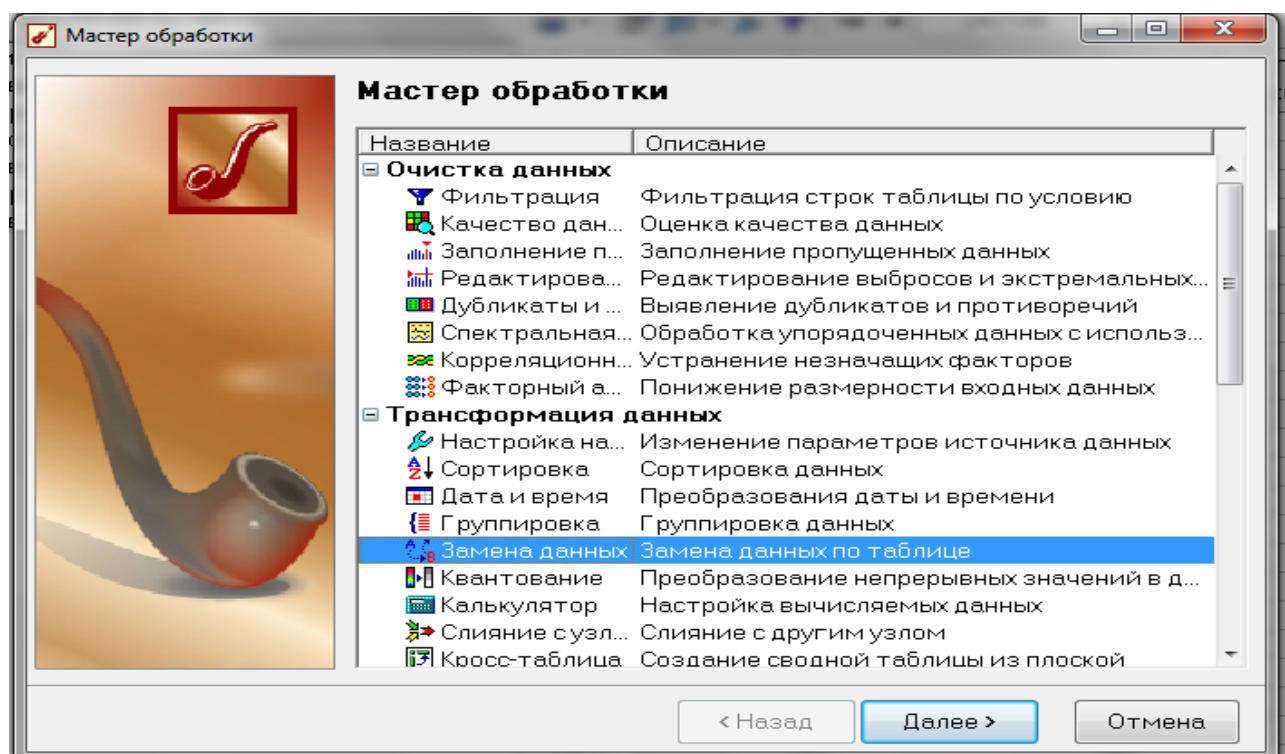 Мастер обработки
Мастер обработки
Название Описание
Очистка данных
Фильтрация Фильтрация строк таблицы по условию
Качество дан... Оценка качества данных
Заполнение п... Заполнение пропущенных данных
Редактирова... Редактирование выбросов и экстремальных...
Дубликаты и ... Выявление дубликатов и противоречий
Спектральная... Обработка упорядоченных данных с использ...
Корреляционн... Устранение незначащих факторов
Факторный а... Понижение размерности входных данных
Трансформация данных
Настройка на... Изменение параметров источника данных
Сортировка Сортировка данных
Дата и время Преобразования даты и времени
Группировка Группировка данных
Замена данных Замена данных по таблице
Квантование Преобразование непрерывных значений в д...
Калькулятор Настройка вычисляемых данных
Слияние с узл... Слияние с другим узлом
Кросс-таблица Создание сводной таблицы из плоской
< Назад Далее > Отмена